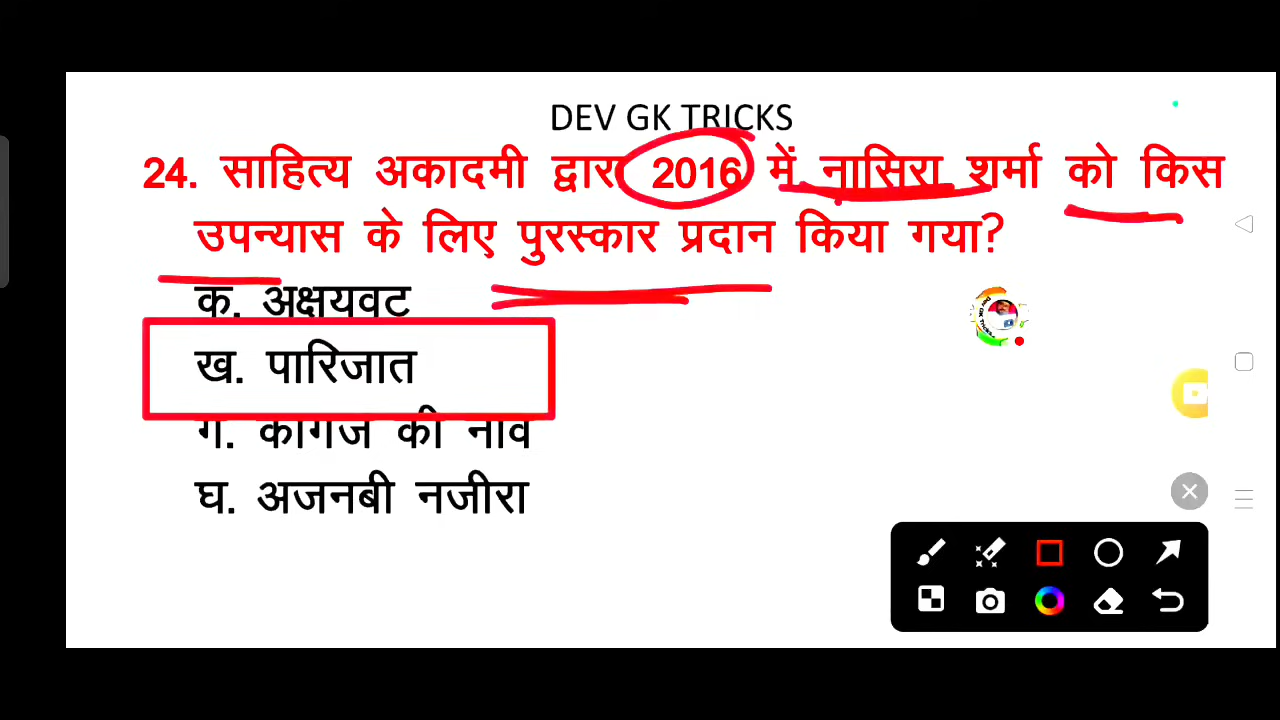 DEV GK TRICKS
24. साहित्य अकादमी द्वारा 2016 में नासिरा शर्मा को किस
उपन्यास के लिए पुरस्कार प्रदान किया गया?
क. अक्षयवट
ख. पारिजात
ग. कागज की नाव
घ. अजनबी नजीरा